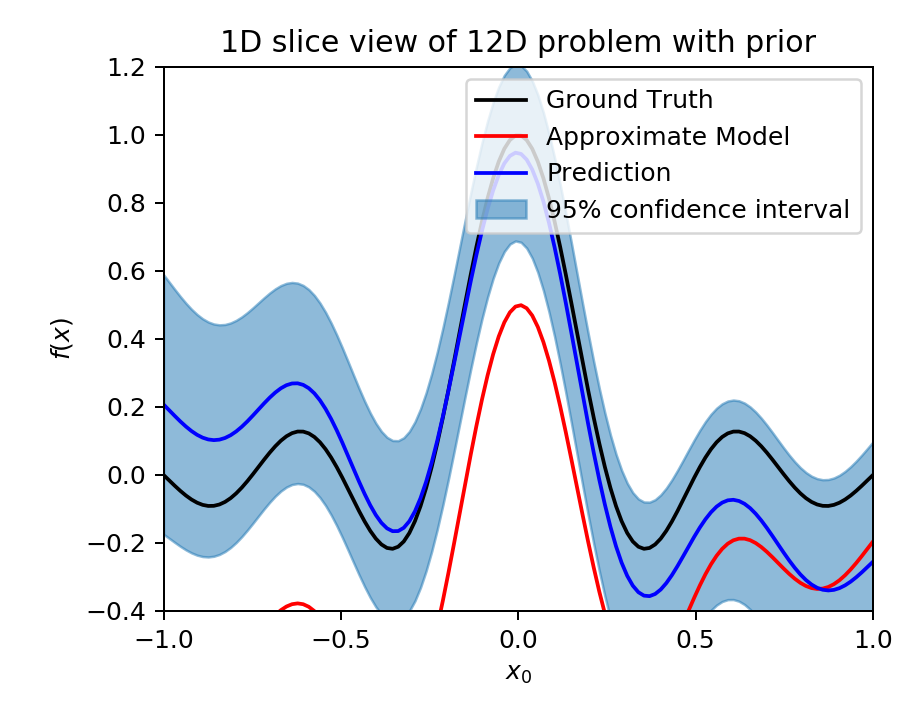 1D slice view of 12D problem with prior
1.2
1.0
0.8
0.6
0.4
0.2
0.0
−0.2
−0.4
f(x)
Ground Truth
Approximate Model
Prediction
95% confidence interval
−1.0 −0.5 0.0 0.5 1.0
x₀